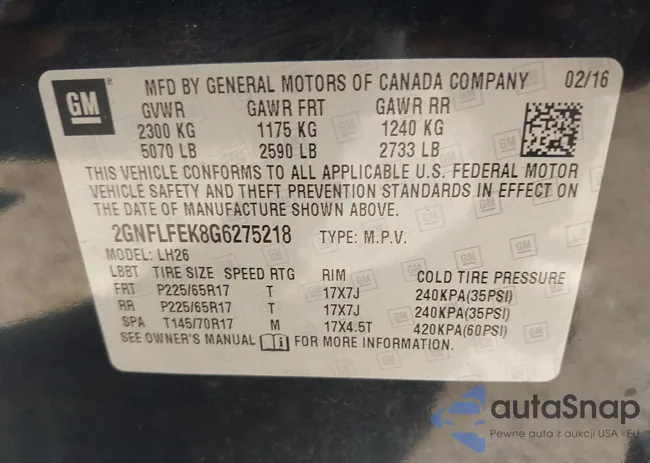 GM MFD BY GENERAL MOTORS OF CANADA COMPANY 02/16
GVWR GAWR FRT GAWR RR
2300 KG 1175 KG 1240 KG
5070 LB 2590 LB 2733 LB
THIS VEHICLE CONFORMS TO ALL APPLICABLE U.S. FEDERAL MOTOR
VEHICLE SAFETY AND THEFT PREVENTION STANDARDS IN EFFECT ON
THE DATE OF MANUFACTURE SHOWN ABOVE.
2GNFLFEK8G6275218 TYPE: M.P.V.
MODEL: LH26
LBBT TIRE SIZE SPEED RTG RIM COLD TIRE PRESSURE
FRT P225/65R17 T 17X7J 240KPA(35PSI)
RR P225/65R17 T 17X7J 240KPA(35PSI)
SPA T145/70R17 M 17X4.5T 420KPA(60PSI)
SEE OWNER'S MANUAL FOR MORE INFORMATION.
autaSnap
Pewne auta z aukcji USA i EU